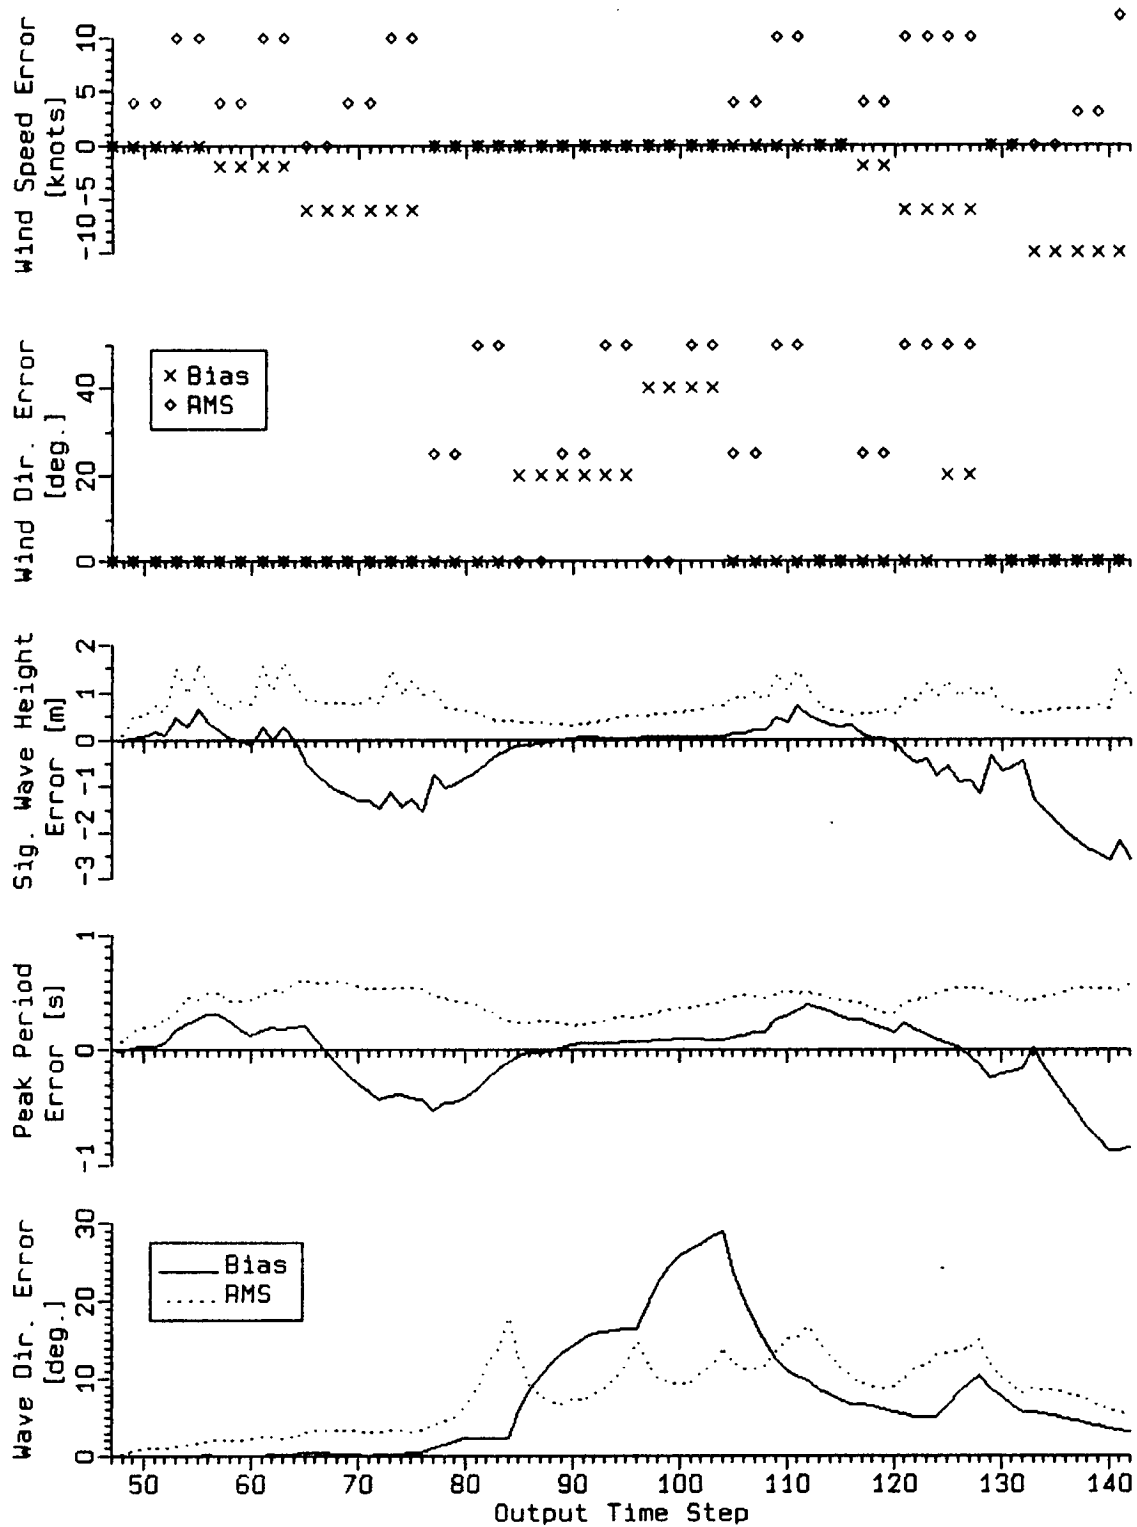 Wind Speed Error
[knots]
10
5
0
-5
-10
Wind Dir. Error
[deg.]
40
20
0
× Bias
◇ RMS
Sig. Wave Height
Error [m]
2
1
0
-1
-2
-3
Peak Period
Error [s]
1
0
-1
Wave Dir. Error
[deg.]
30
20
10
0
Bias
RMS
50 60 70 80 90 100 110 120 130 140
Output Time Step